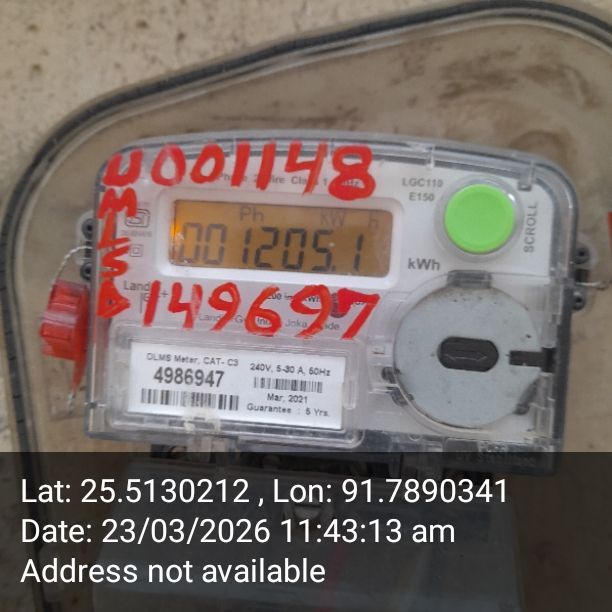 U001148
LGC110
E150
SCROLL
Ph kW h
001205.1
kWh
UMTSD
149697
DLMS Meter, CAT- C3
4986947
240V, 5-30 A, 50Hz
Mar, 2021
Guarantee : 5 Yrs.
Lat: 25.5130212 , Lon: 91.7890341
Date: 23/03/2026 11:43:13 am
Address not available